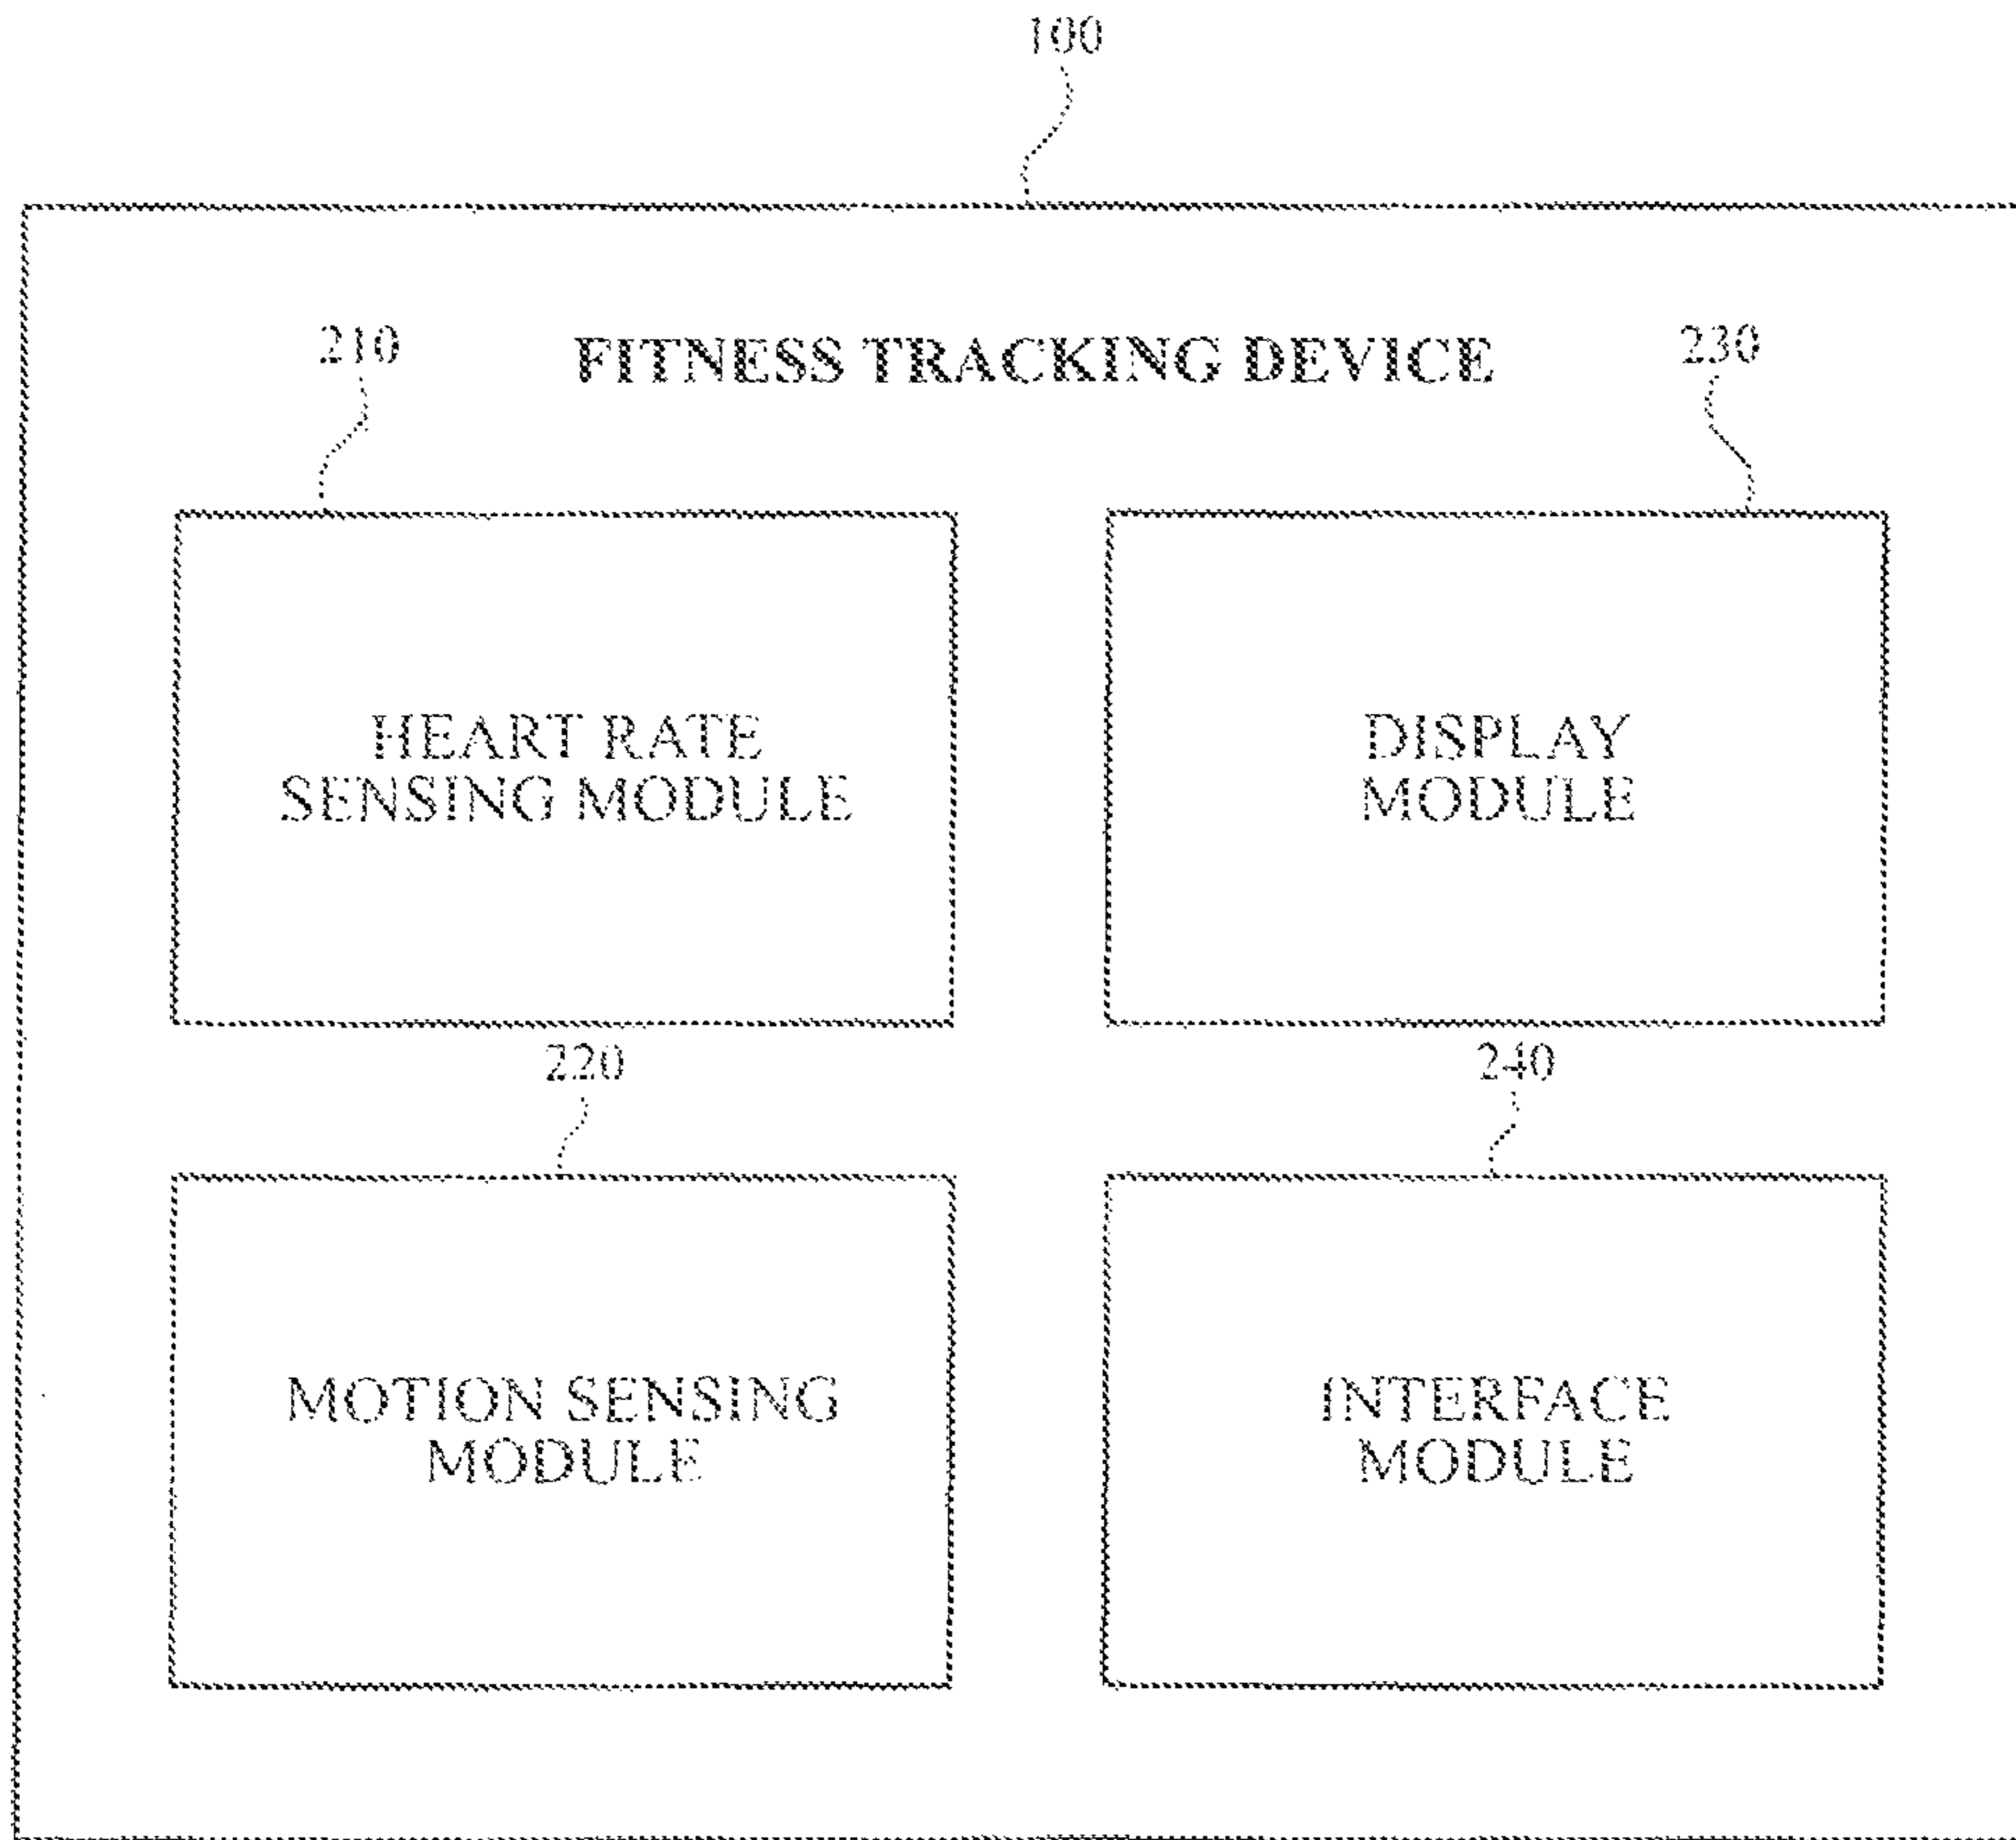 100
FITNESS TRACKING DEVICE
210
230
HEART RATE
SENSING MODULE
DISPLAY
MODULE
220
240
MOTION SENSING
MODULE
INTERFACE
MODULE